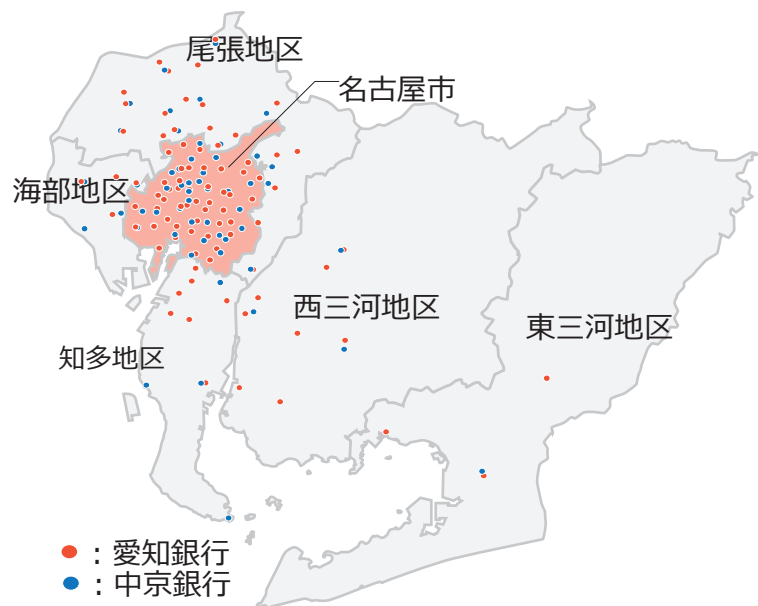 尾張地区
名古屋市
海部地区
西三河地区
東三河地区
知多地区
：愛知銀行
：中京銀行